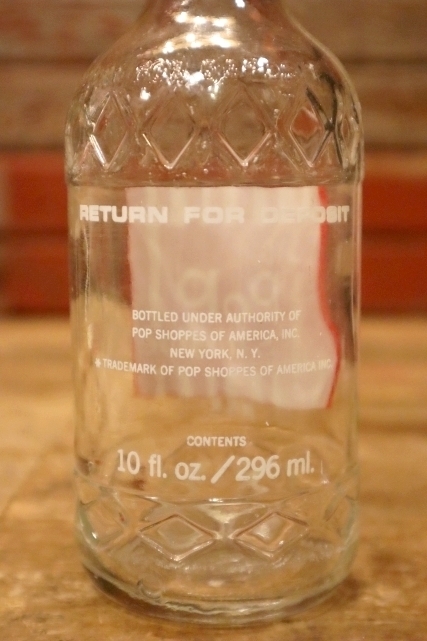 RETURN FOR DEPOSIT
BOTTLED UNDER AUTHORITY OF
POP SHOPPES OF AMERICA, INC.
NEW YORK, N. Y.
* TRADEMARK OF POP SHOPPES OF AMERICA INC.
CONTENTS
10 fl. oz. / 296 ml.